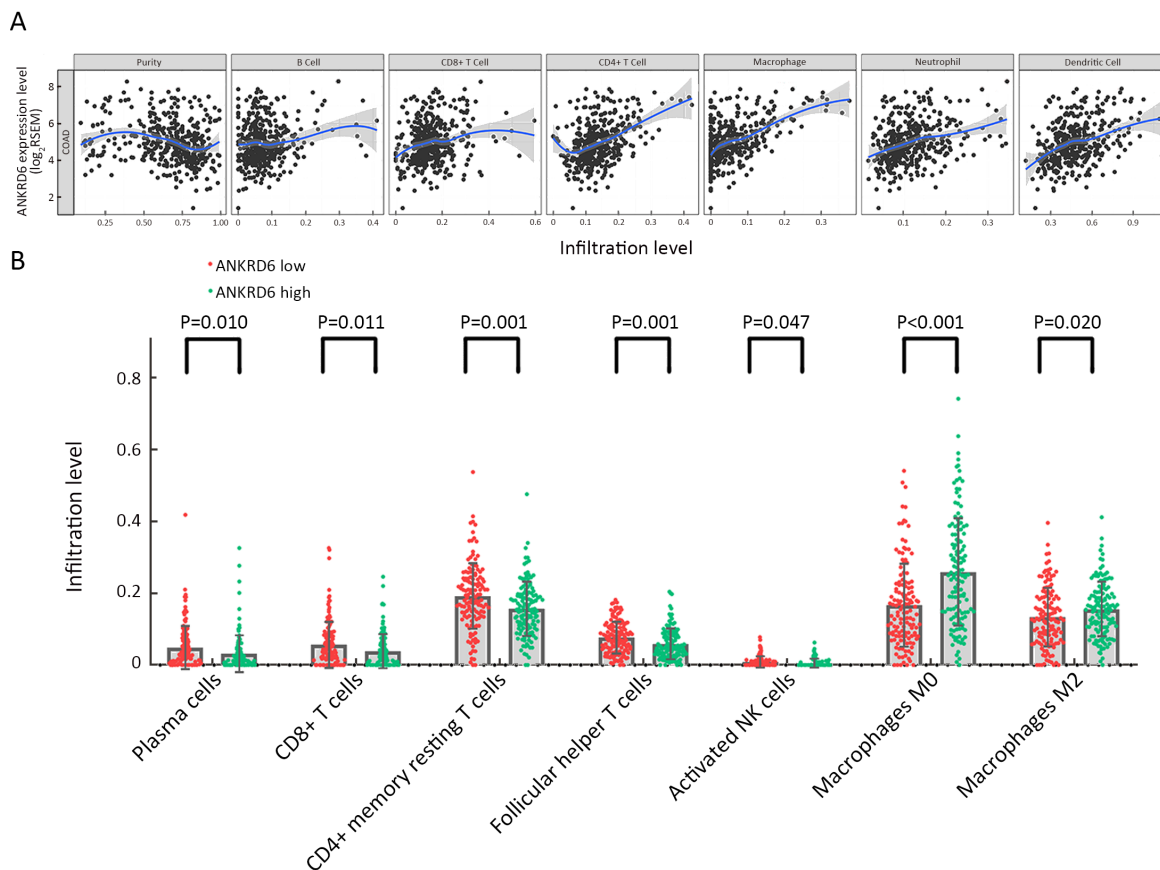 A
Purity
B Cell
CD8+ T Cell
CD4+ T Cell
Macrophage
Neutrophil
Dendritic Cell
ANKRD6 expression level
(log2RSEM)
COAD
8
6
4
2
0.25 0.50 0.75 1.00
0 0.1 0.2 0.3 0.4
0 0.2 0.4 0.6
0 0.1 0.2 0.3 0.4
0 0.1 0.2 0.3
0.1 0.2 0.3
0.3 0.6 0.9
Infiltration level
B
ANKRD6 low
ANKRD6 high
P=0.010 P=0.011 P=0.001 P=0.001 P=0.047 P<0.001 P=0.020
Infiltration level
0.8
0.6
0.4
0.2
0
Plasma cells
CD8+ T cells
CD4+ memory resting T cells
Follicular helper T cells
Activated NK cells
Macrophages M0
Macrophages M2